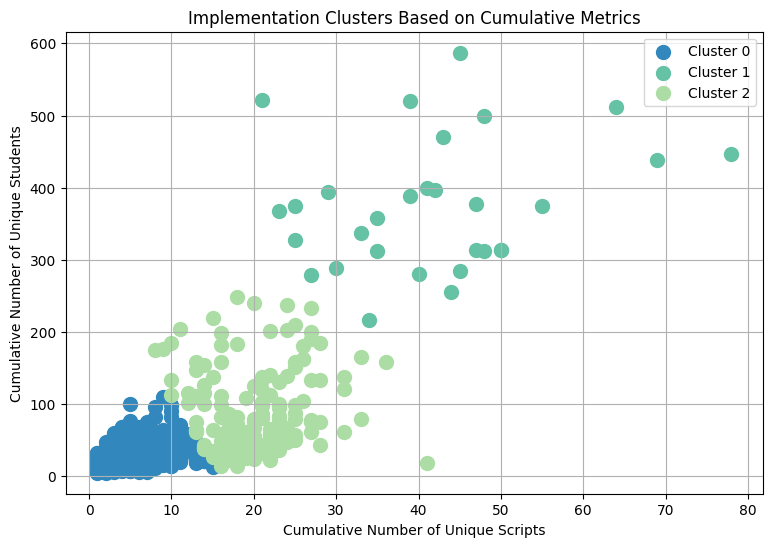 Implementation Clusters Based on Cumulative Metrics
Cluster 0
Cluster 1
Cluster 2
Cumulative Number of Unique Students
600
500
400
300
200
100
0
0 10 20 30 40 50 60 70 80
Cumulative Number of Unique Scripts